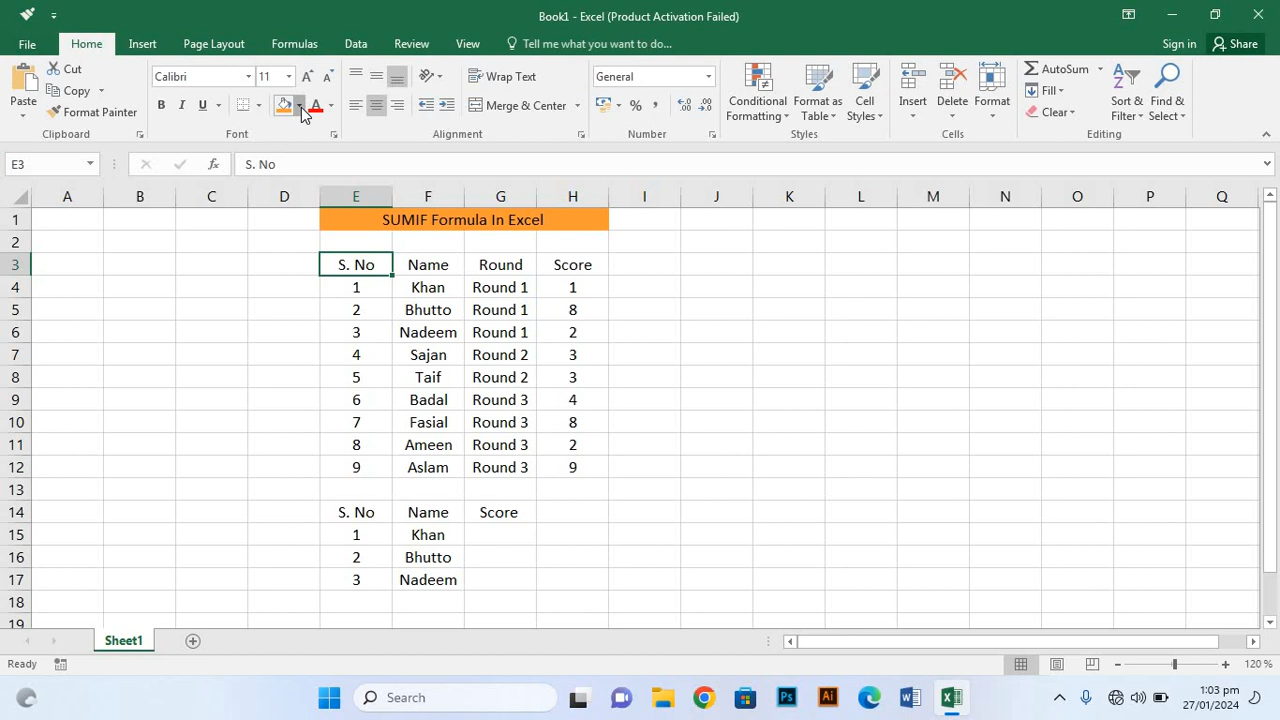 Book1 - Excel (Product Activation Failed)
File Home Insert Page Layout Formulas Data Review View Tell me what you want to do... Sign in Share
Paste Cut Copy Format Painter Clipboard
Calibri 11 B I U A Font
Wrap Text Merge & Center Alignment
General % , Number
Conditional Formatting Format as Table Cell Styles Styles
Insert Delete Format Cells
AutoSum Fill Clear Sort & Filter Find & Select Editing
E3 fx S. No
A B C D E F G H I J K L M N O P Q
1 SUMIF Formula In Excel
2
3 S. No Name Round Score
4 1 Khan Round 1 1
5 2 Bhutto Round 1 8
6 3 Nadeem Round 1 2
7 4 Sajan Round 2 3
8 5 Taif Round 2 3
9 6 Badal Round 3 4
10 7 Fasial Round 3 8
11 8 Ameen Round 3 2
12 9 Aslam Round 3 9
13
14 S. No Name Score
15 1 Khan
16 2 Bhutto
17 3 Nadeem
18
19
Sheet1
Ready 120 %
Search Ps Ai 1:03 pm
27/01/2024